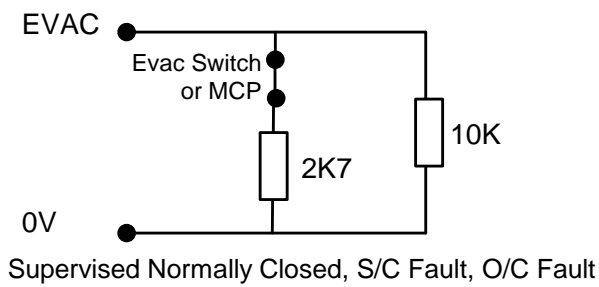 EVAC
Evac Switch
or MCP
10K
2K7
0V
Supervised Normally Closed, S/C Fault, O/C Fault